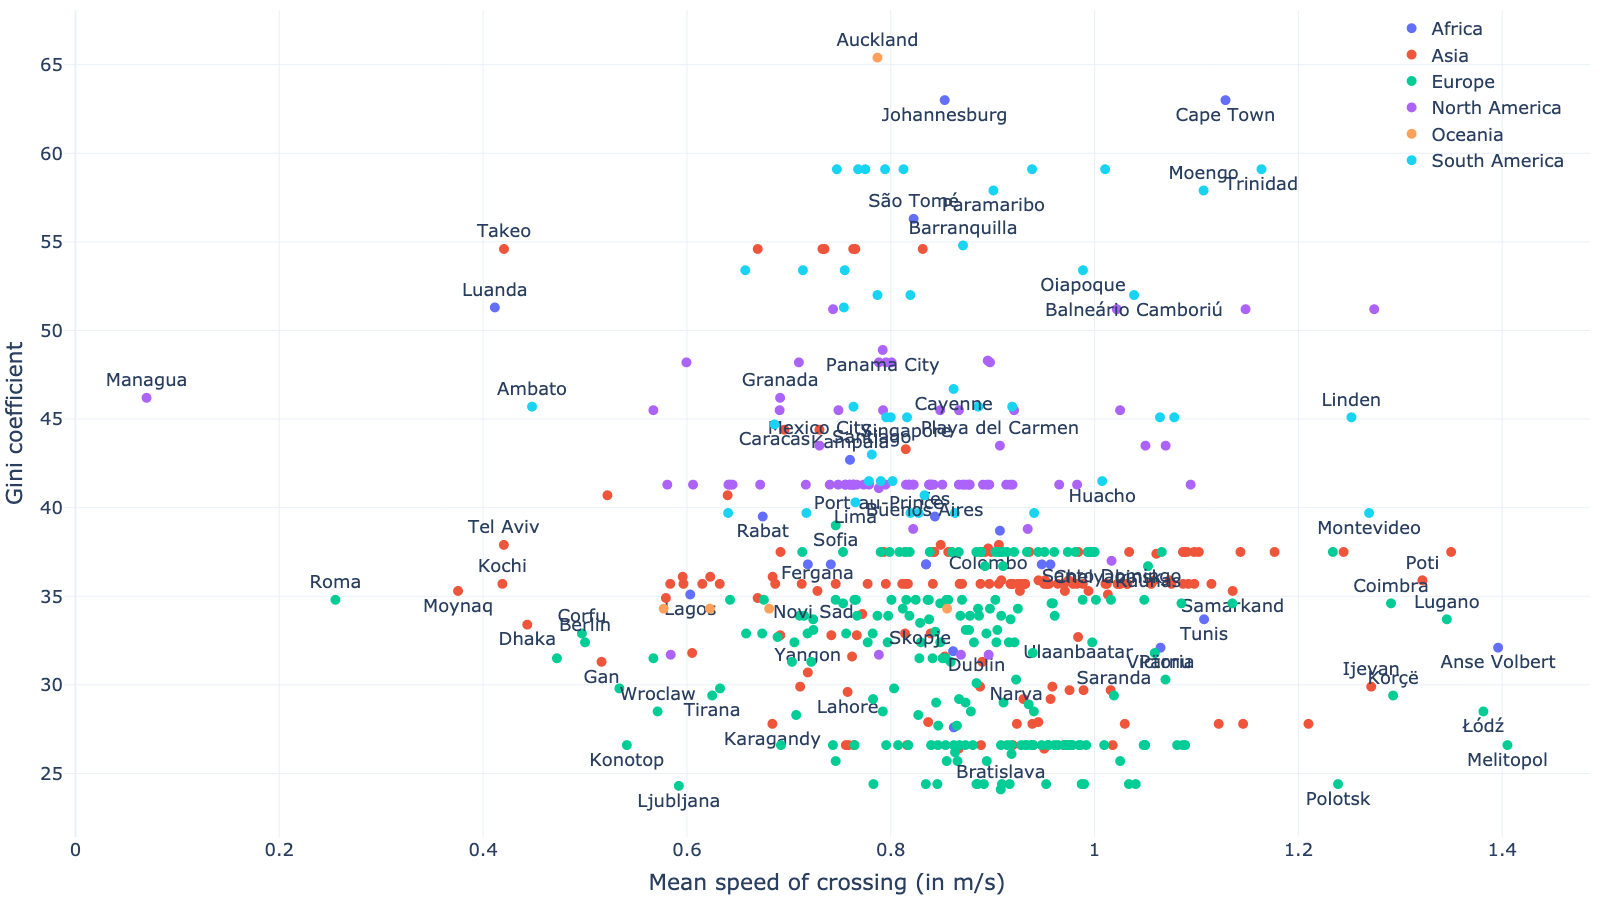 Auckland
Johannesburg
Cape Town
Moengo
Trinidad
São Tomé
Paramaribo
Barranquilla
Takeo
Luanda
Oiapoque
Balneário Camboriú
Panama City
Managua
Granada
Ambato
Cayenne
Linden
Mexico City
Singapore
Playa del Carmen
Caracas
Santiago
Kampala
Huacho
Port-au-Prince
Buenos Aires
Lima
Rabat
Tel Aviv
Montevideo
Sofia
Kochi
Colombo
Poti
Fergana
Santo Domingo
Kaunas
Roma
Coimbra
Moynaq
Lagos
Novi Sad
Samarkand
Lugano
Corfu
Berlin
Dhaka
Skopje
Tunis
Yangon
Ulaanbaatar
Victoria
Parnu
Anse Volbert
Dublin
Gan
Saranda
Ijevan
Korçë
Wroclaw
Tirana
Lahore
Narva
Łódź
Karagandy
Konotop
Bratislava
Melitopol
Ljubljana
Polotsk
Africa
Asia
Europe
North America
Oceania
South America
65
60
55
50
45
40
35
30
25
Gini coefficient
0
0.2
0.4
0.6
0.8
1
1.2
1.4
Mean speed of crossing (in m/s)